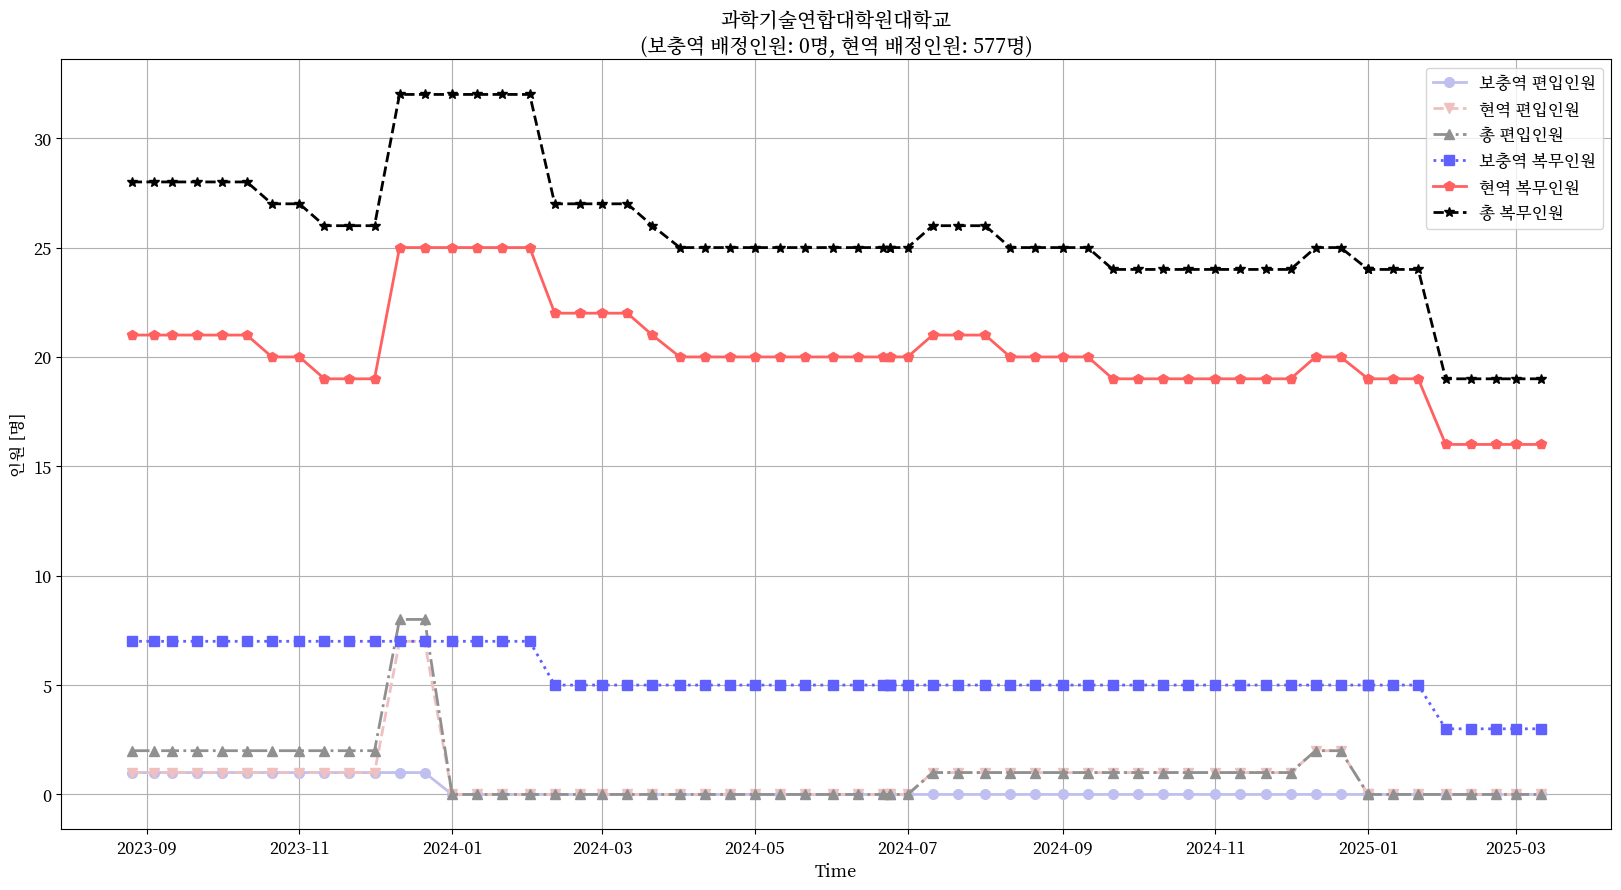 과학기술연합대학원대학교
(보충역 배정인원: 0명, 현역 배정인원: 577명)
보충역 편입인원
현역 편입인원
총 편입인원
보충역 복무인원
현역 복무인원
총 복무인원
인원 [명]
30
25
20
15
10
5
0
2023-09
2023-11
2024-01
2024-03
2024-05
2024-07
2024-09
2024-11
2025-01
2025-03
Time